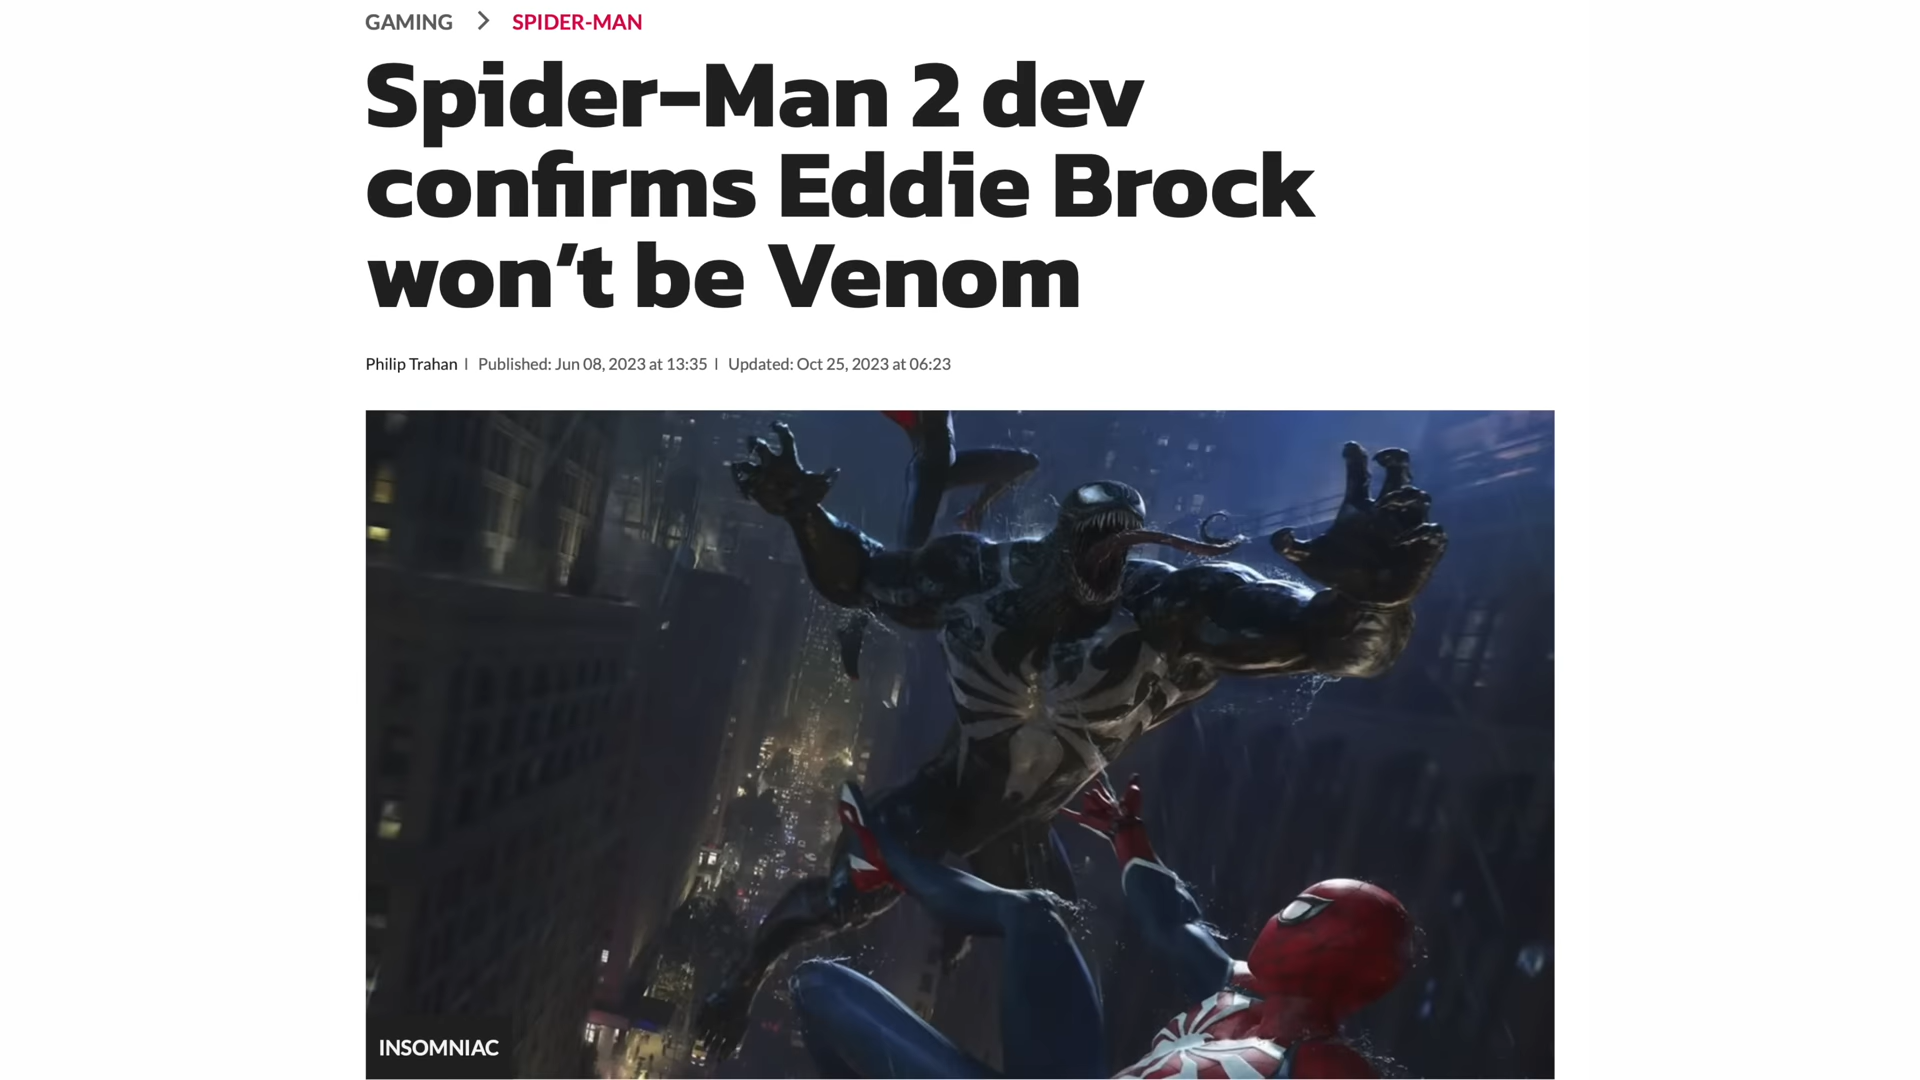 GAMING > SPIDER-MAN
Spider-Man 2 dev
confirms Eddie Brock
won’t be Venom
Philip Trahan | Published: Jun 08, 2023 at 13:35 | Updated: Oct 25, 2023 at 06:23
INSOMNIAC